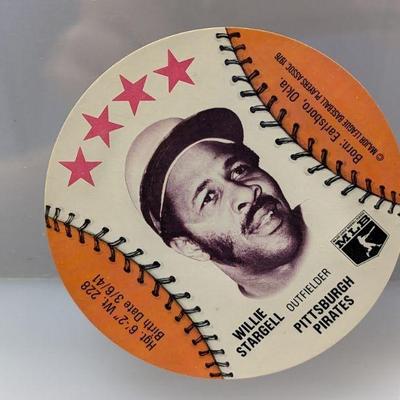 Born: Earlsboro, Okla.
© MAJOR LEAGUE BASEBALL PLAYERS ASSOC 1976
MLB
WILLIE
STARGELL
OUTFIELDER
PITTSBURGH
PIRATES
Hgt. 6'2" Wt. 228
Birth Date 3/6/41